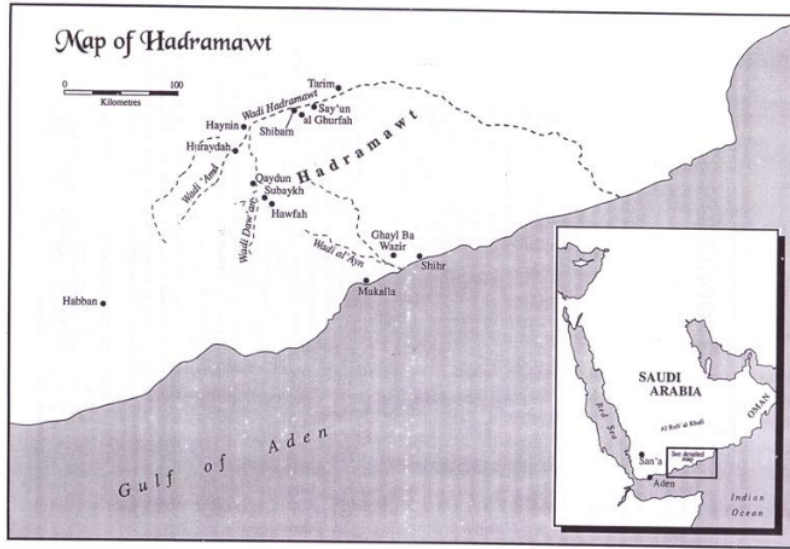 Map of Hadramawt
0 100
Kilometres
Tarim
Wadi Hadramawt
Say'un
al Ghurfah
Shibam
Haynin
Huraydah
Hadramawt
Wadi 'Amd
Qaydun
Subaykh
Hawfah
Wadi Daw'an
Ghayl Ba
Wazir
Wadi al'Ayn
Shihr
Mukalla
Habban
Gulf of Aden
SAUDI
ARABIA
OMAN
Red Sea
Al Rub' al Khali
San'a
See detailed
map
Aden
Indian
Ocean